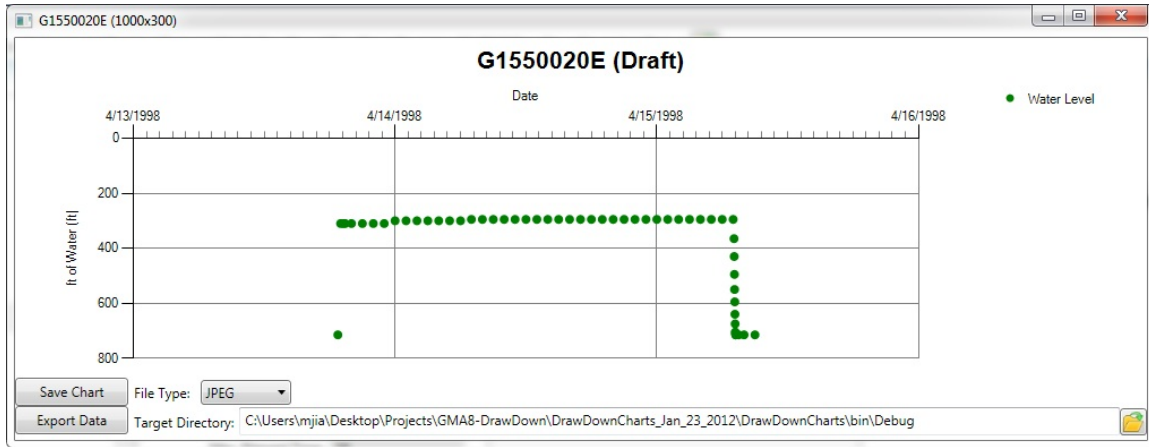 G1550020E (1000x300)
G1550020E (Draft)
Date
Water Level
4/13/1998 4/14/1998 4/15/1998 4/16/1998
0
200
400
600
800
ft of Water [ft]
Save Chart File Type: JPEG
Export Data Target Directory: C:\Users\mjia\Desktop\Projects\GMA8-DrawDown\DrawDownCharts_Jan_23_2012\DrawDownCharts\bin\Debug